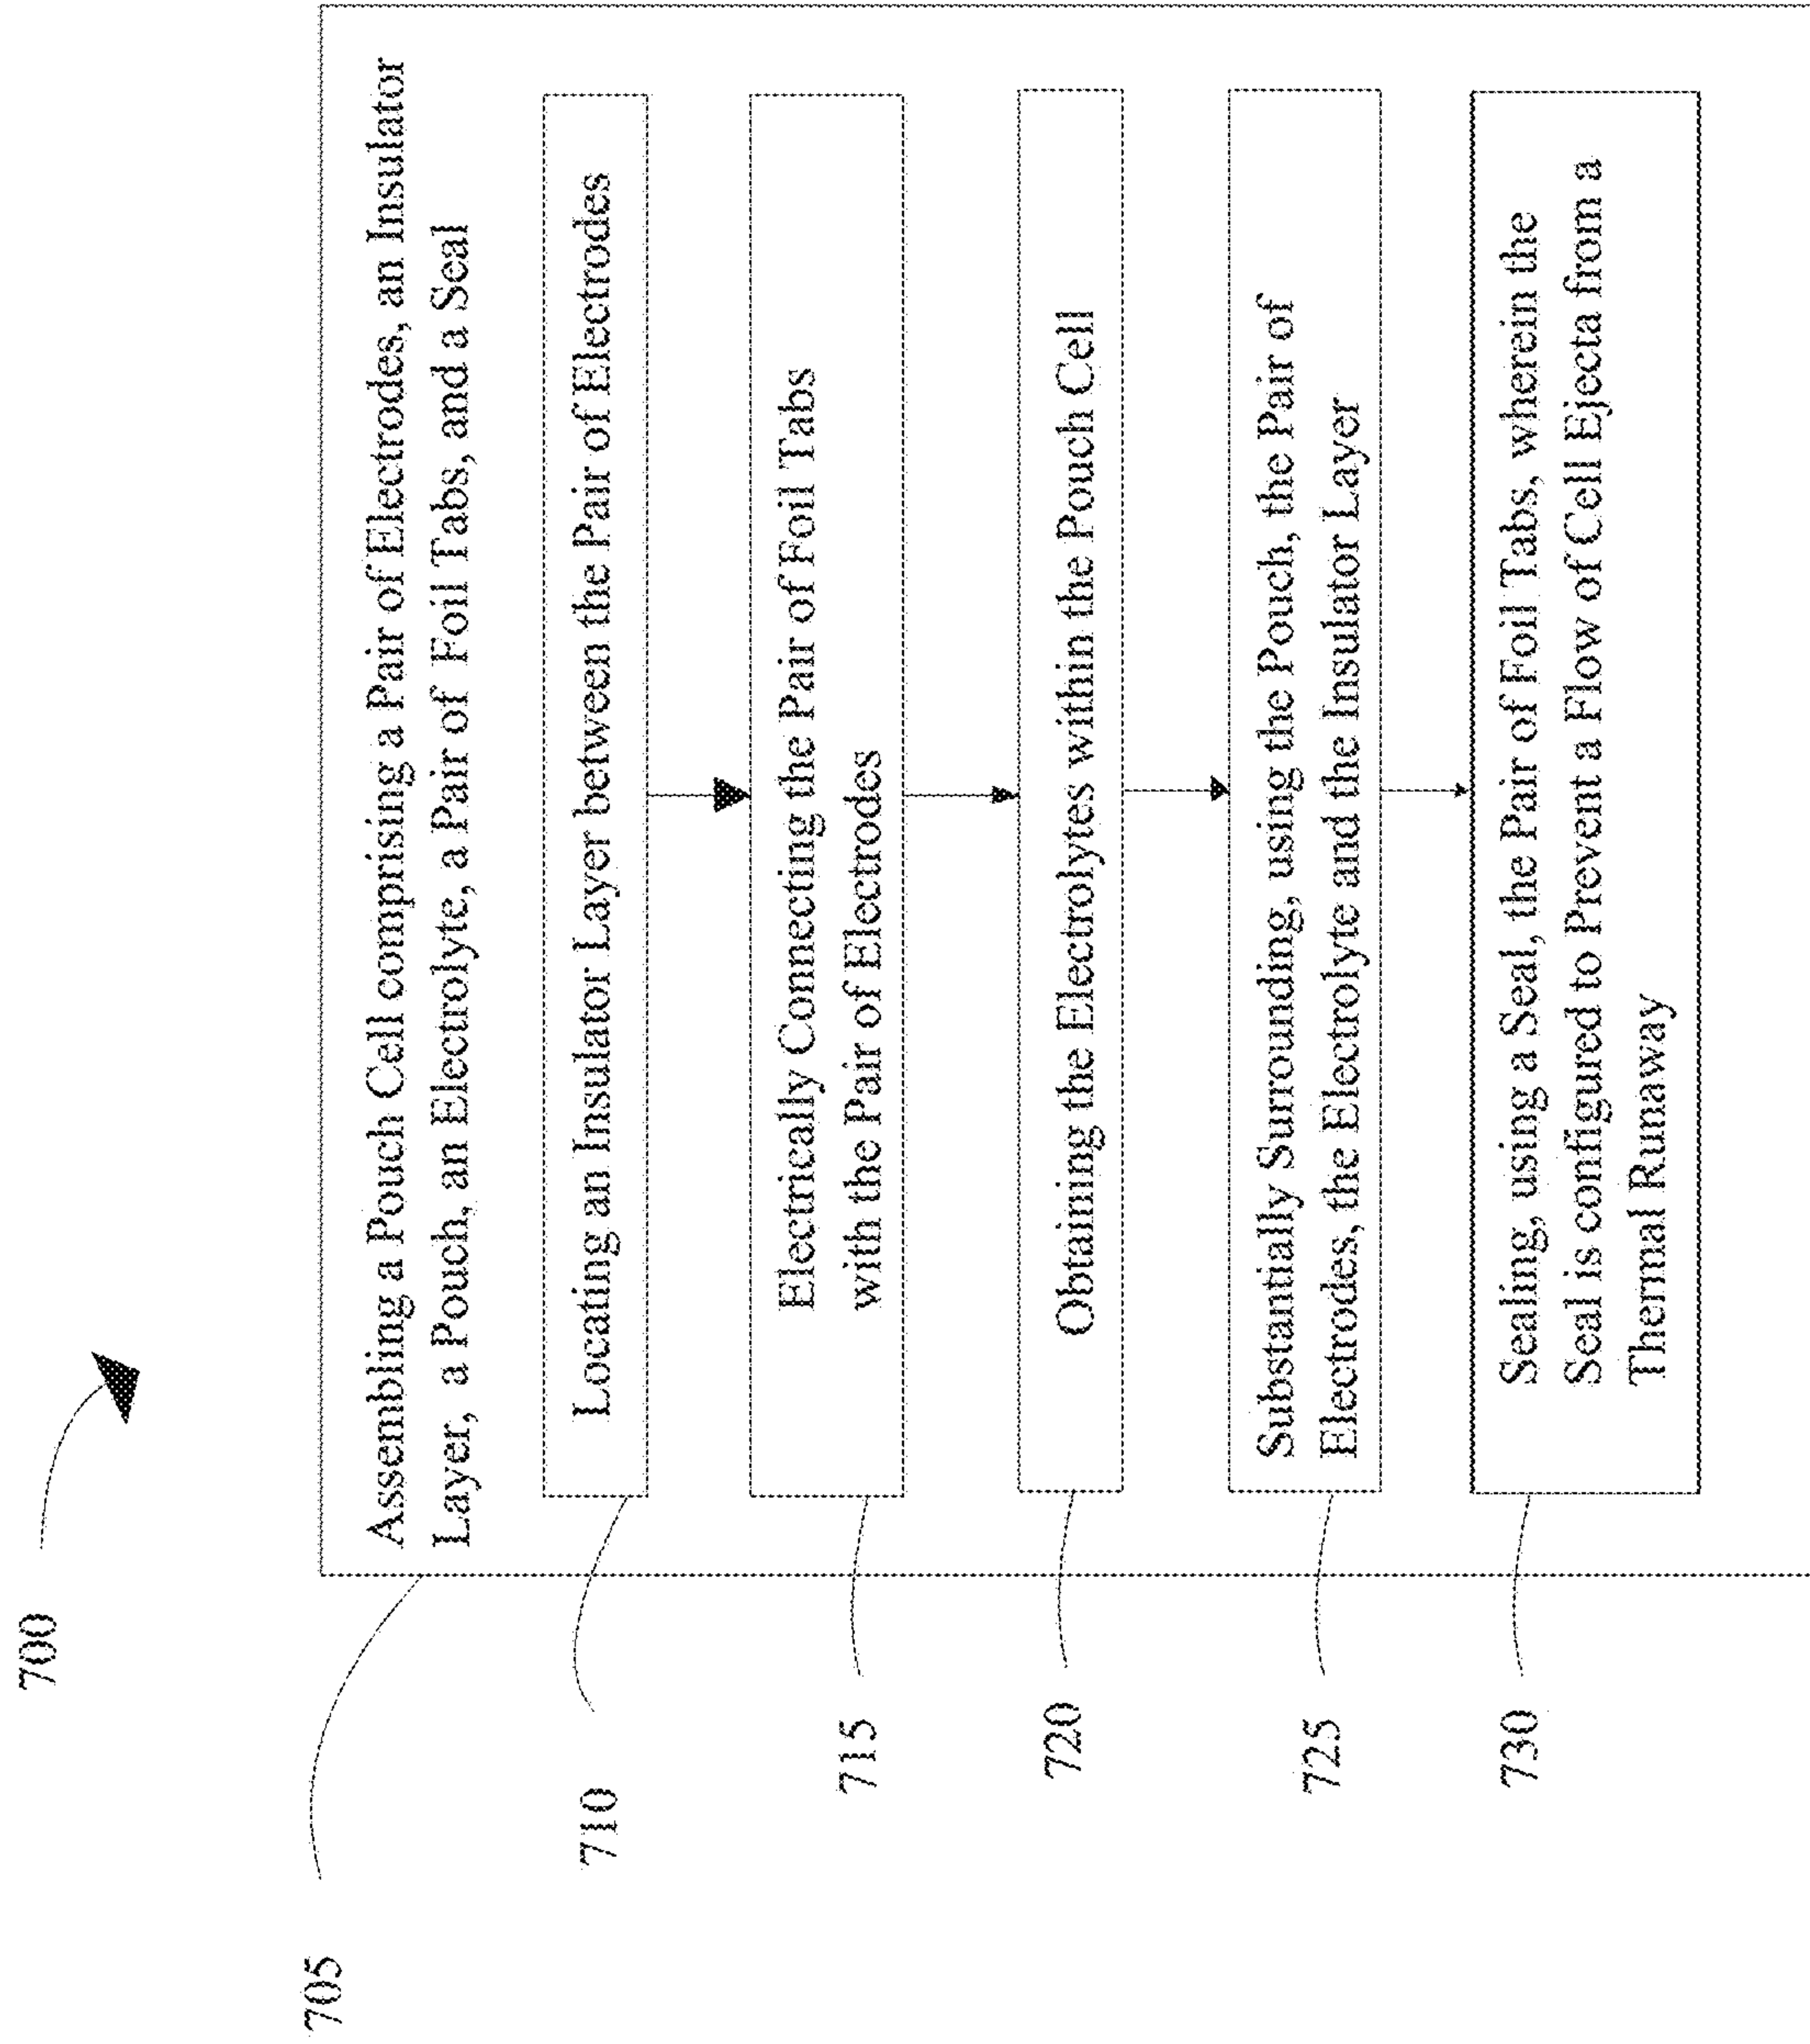 700
705
Assembling a Pouch Cell comprising a Pair of Electrodes, an Insulator
Layer, a Pouch, an Electrolyte, a Pair of Foil Tabs, and a Seal
710
Locating an Insulator Layer between the Pair of Electrodes
715
Electrically Connecting the Pair of Foil Tabs
with the Pair of Electrodes
720
Obtaining the Electrolytes within the Pouch Cell
725
Substantially Surrounding, using the Pouch, the Pair of
Electrodes, the Electrolyte and the Insulator Layer
730
Sealing, using a Seal, the Pair of Foil Tabs, wherein the
Seal is configured to Prevent a Flow of Cell Ejecta from a
Thermal Runaway